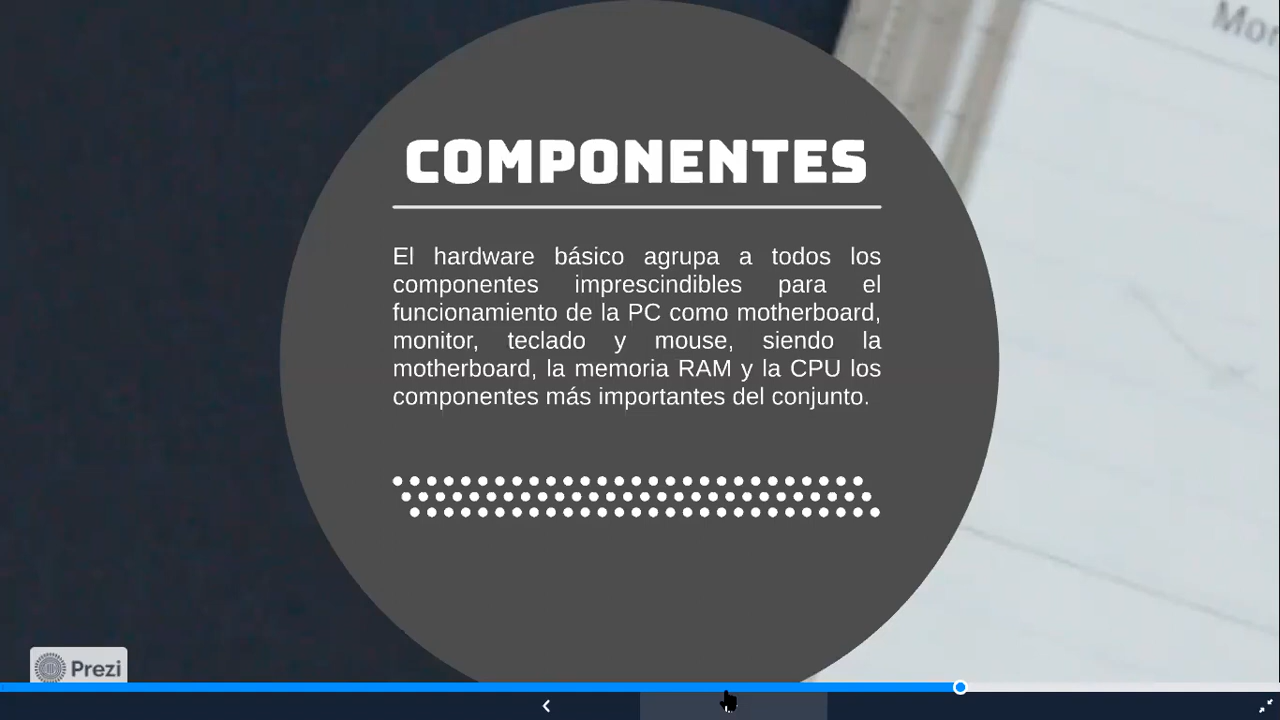 Mon
COMPONENTES
El hardware básico agrupa a todos los
componentes imprescindibles para el
funcionamiento de la PC como motherboard,
monitor, teclado y mouse, siendo la
motherboard, la memoria RAM y la CPU los
componentes más importantes del conjunto.
Prezi